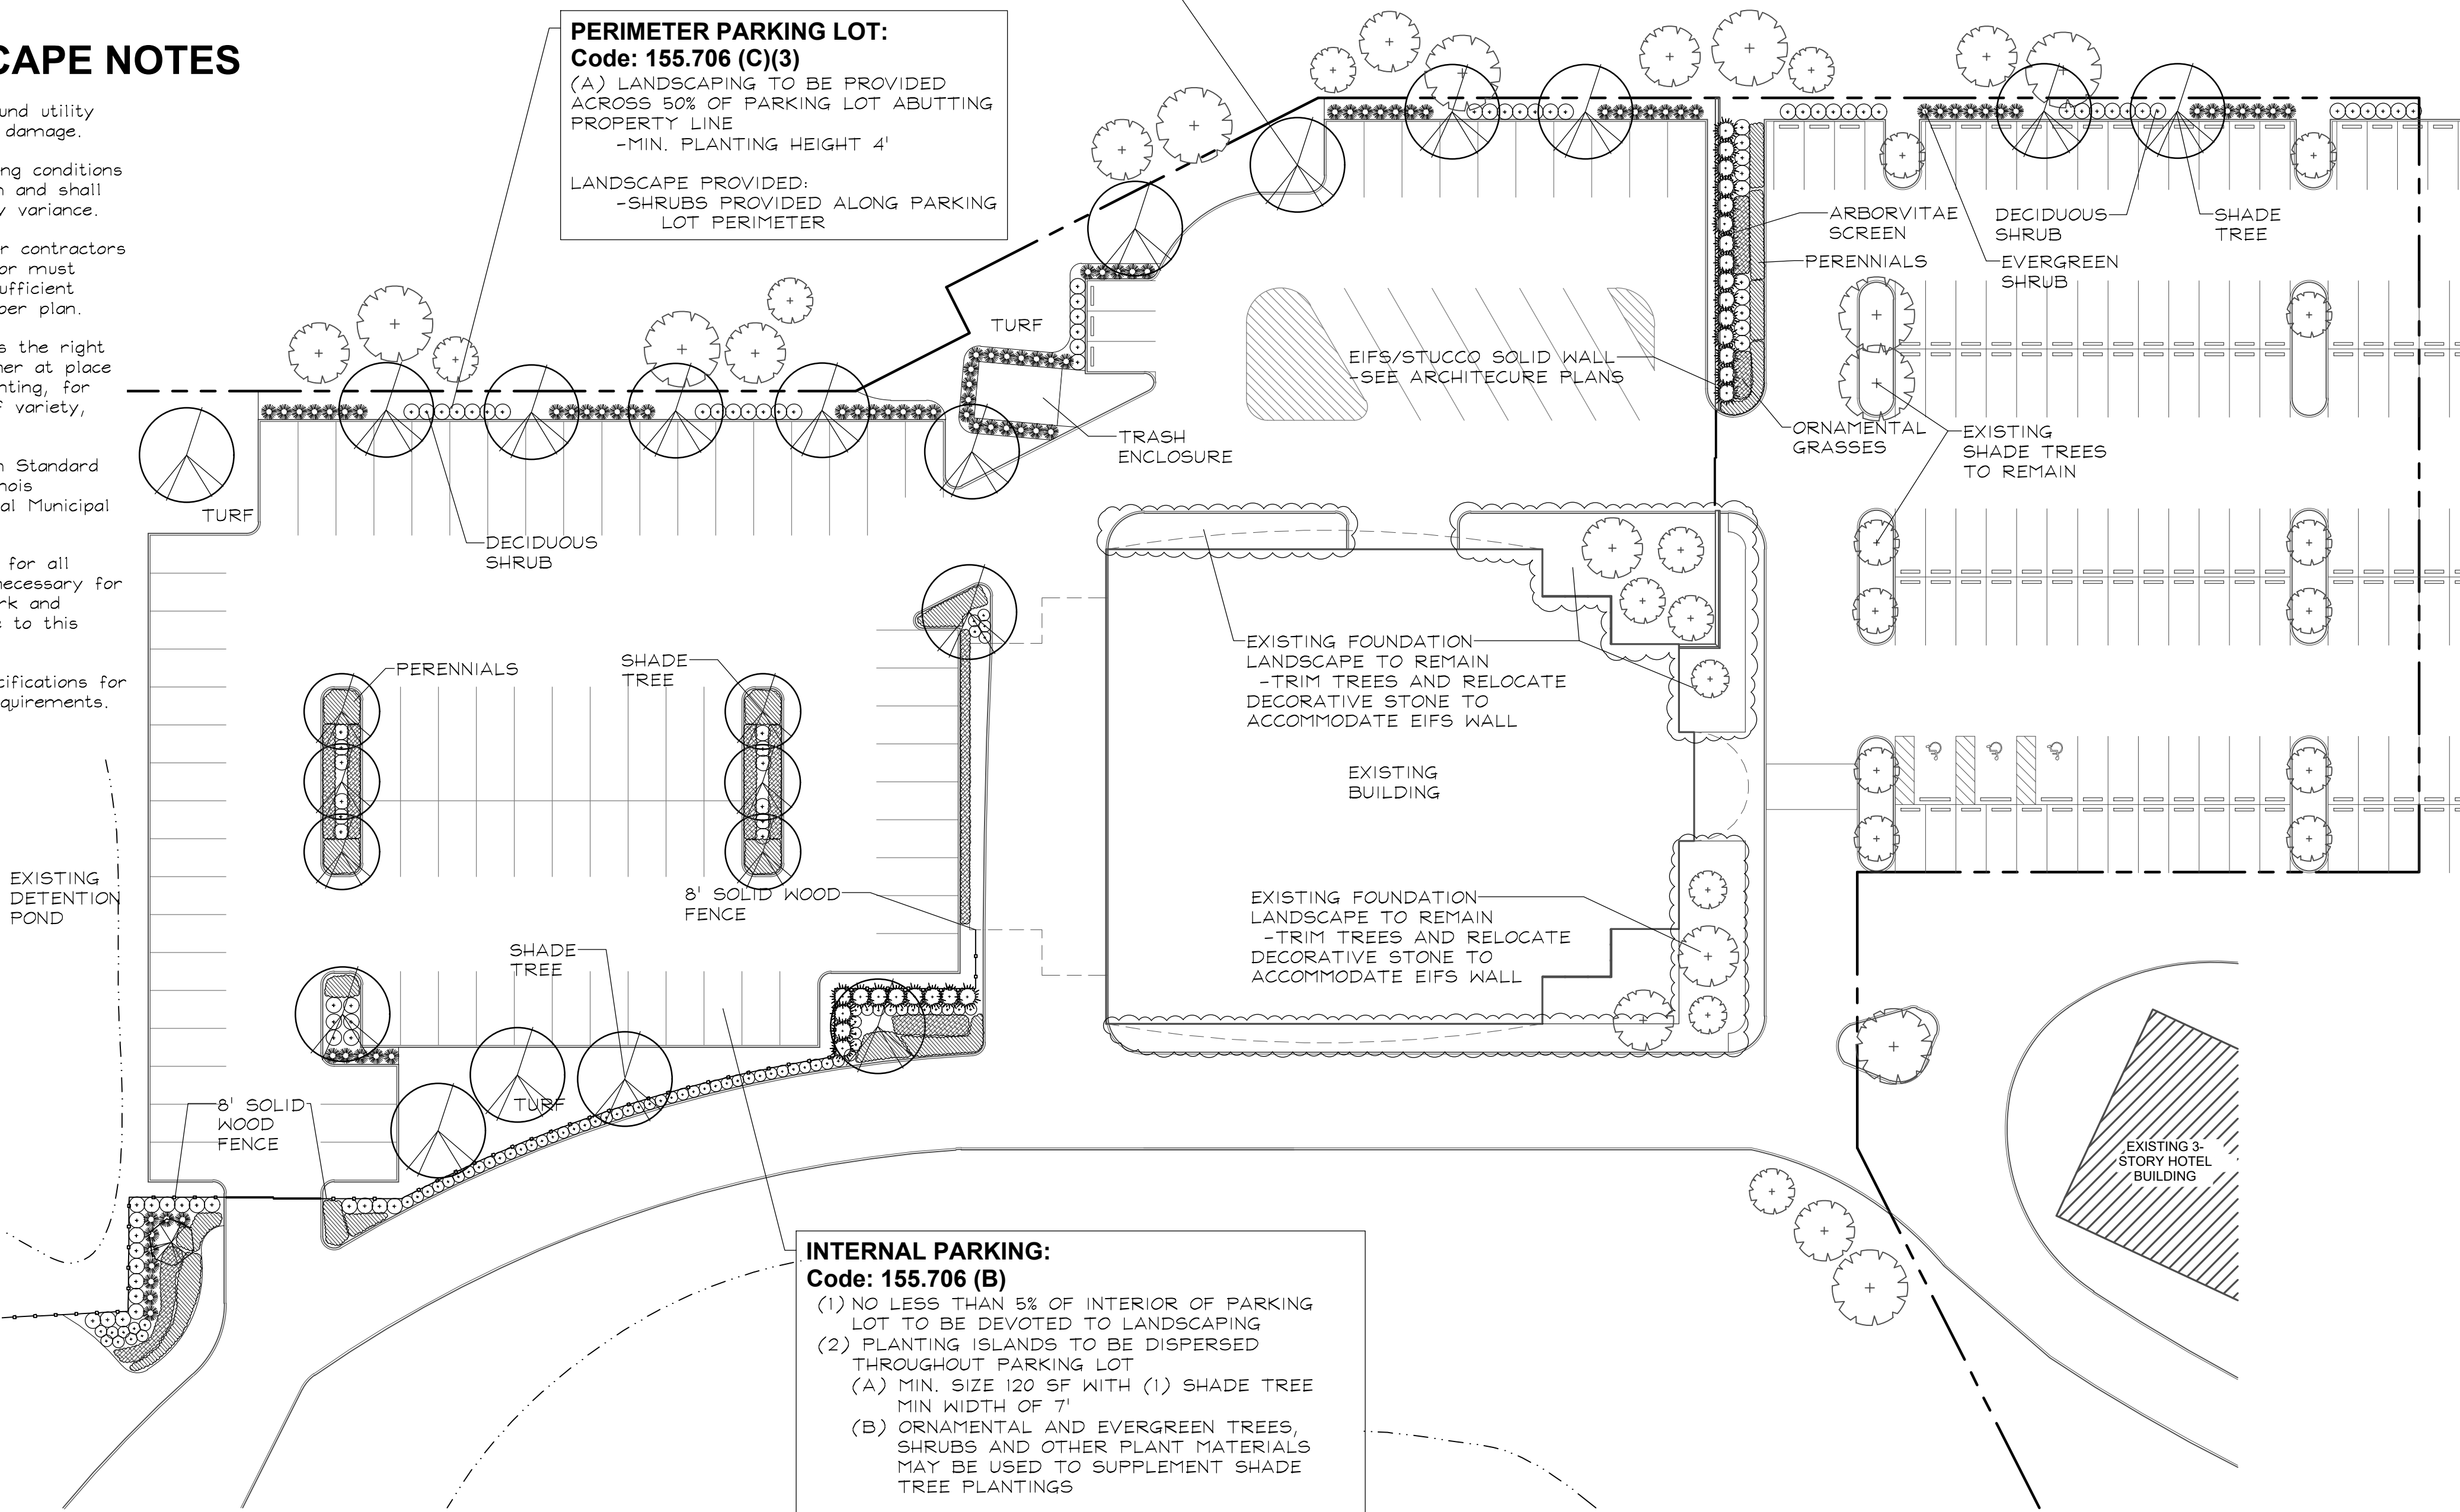 CAPE NOTES
und utility
damage.
ng conditions
n and shall
y variance.
r contractors
or must
ufficient
per plan.
s the right
ner at place
nting, for
f variety,
n Standard
nois
al Municipal
for all
necessary for
rk and
e to this
cifications for
quirements.
PERIMETER PARKING LOT:
Code: 155.706 (C)(3)
(A) LANDSCAPING TO BE PROVIDED
ACROSS 50% OF PARKING LOT ABUTTING
PROPERTY LINE
-MIN. PLANTING HEIGHT 4'
LANDSCAPE PROVIDED:
-SHRUBS PROVIDED ALONG PARKING
LOT PERIMETER
TURF
ARBORVITAE
SCREEN
DECIDUOUS
SHRUB
SHADE
TREE
PERENNIALS
EVERGREEN
SHRUB
EIFS/STUCCO SOLID WALL
-SEE ARCHITECURE PLANS
TRASH
ENCLOSURE
ORNAMENTAL
GRASSES
EXISTING
SHADE TREES
TO REMAIN
TURF
DECIDUOUS
SHRUB
PERENNIALS
SHADE
TREE
EXISTING FOUNDATION
LANDSCAPE TO REMAIN
-TRIM TREES AND RELOCATE
DECORATIVE STONE TO
ACCOMMODATE EIFS WALL
EXISTING
BUILDING
EXISTING
DETENTION
POND
8' SOLID WOOD
FENCE
EXISTING FOUNDATION
LANDSCAPE TO REMAIN
-TRIM TREES AND RELOCATE
DECORATIVE STONE TO
ACCOMMODATE EIFS WALL
SHADE
TREE
TURF
8' SOLID
WOOD
FENCE
EXISTING 3-
STORY HOTEL
BUILDING
INTERNAL PARKING:
Code: 155.706 (B)
(1) NO LESS THAN 5% OF INTERIOR OF PARKING
LOT TO BE DEVOTED TO LANDSCAPING
(2) PLANTING ISLANDS TO BE DISPERSED
THROUGHOUT PARKING LOT
(A) MIN. SIZE 120 SF WITH (1) SHADE TREE
MIN WIDTH OF 7'
(B) ORNAMENTAL AND EVERGREEN TREES,
SHRUBS AND OTHER PLANT MATERIALS
MAY BE USED TO SUPPLEMENT SHADE
TREE PLANTINGS